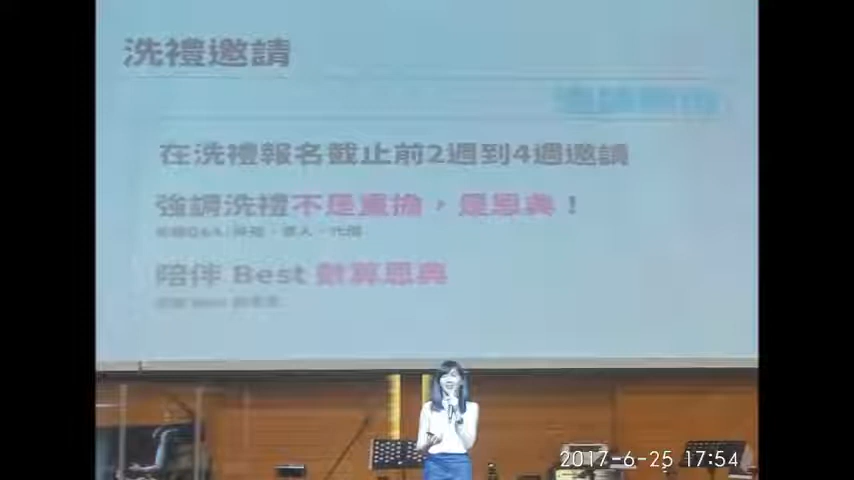 洗禮邀請
在洗禮報名截止前2週到4週邀請
強調洗禮不是重擔，是恩典！
陪伴 Best 數算恩典
2017-6-25 17:54